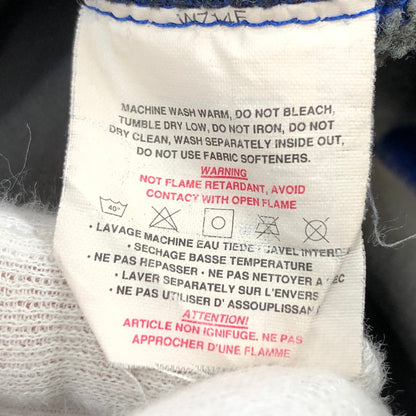 MACHINE WASH WARM, DO NOT BLEACH,
TUMBLE DRY LOW, DO NOT IRON, DO NOT
DRY CLEAN, WASH SEPARATELY INSIDE OUT,
DO NOT USE FABRIC SOFTENERS.
WARNING
NOT FLAME RETARDANT, AVOID
CONTACT WITH OPEN FLAME
40°
• LAVAGE MACHINE EAU TIEDE • JAVEL INTERD
• SECHAGE BASSE TEMPERATURE
• NE PAS REPASSER • NE PAS NETTOYER A SEC
• LAVER SEPARATELY SUR L'ENVERS
• NE PAS UTILISER D' ASSOUPLISSAN
ATTENTION!
ARTICLE NON IGNIFUGE. NE PAS
APPROCHER D'UNE FLAMME